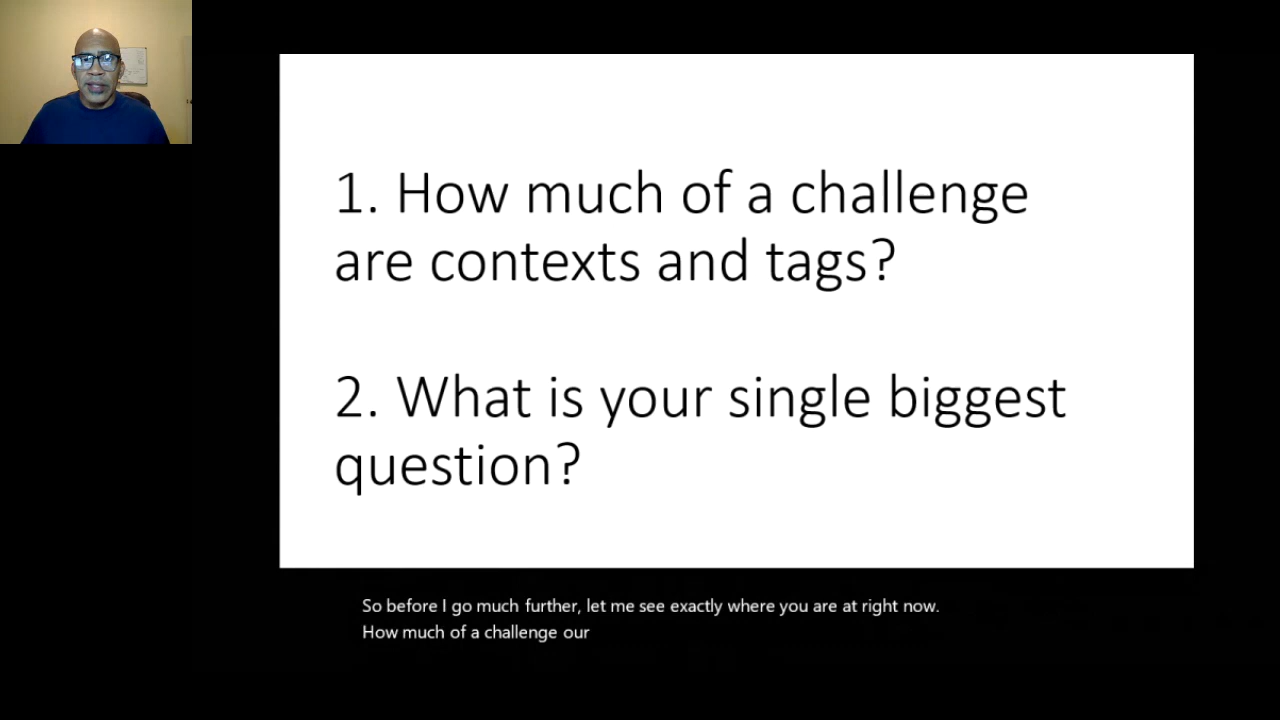 1. How much of a challenge
are contexts and tags?
2. What is your single biggest
question?
So before I go much further, let me see exactly where you are at right now.
How much of a challenge our